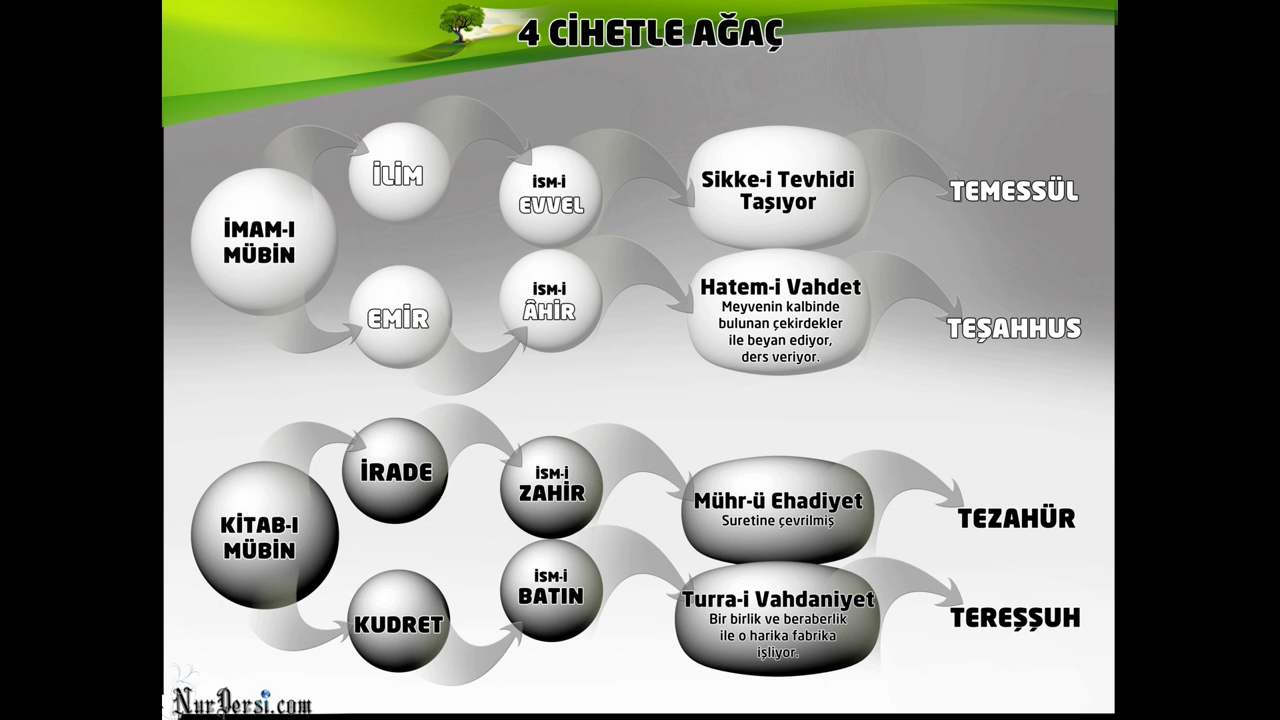 4 CİHETLE AĞAÇ
İMAM-I
MÜBİN
İLİM
İSM-İ
EVVEL
Sikke-i Tevhidi
Taşıyor
TEMESSÜL
EMİR
İSM-İ
ÂHİR
Hatem-i Vahdet
Meyvenin kalbinde
bulunan çekirdekler
ile beyan ediyor,
ders veriyor.
TEŞAHHUS
KİTAB-I
MÜBİN
İRADE
İSM-İ
ZAHİR
Mühr-ü Ehadiyet
Suretine çevrilmiş
TEZAHÜR
KUDRET
İSM-İ
BATIN
Turra-i Vahdaniyet
Bir birlik ve beraberlik
ile o harika fabrika
işliyor.
TEREŞŞUH
NurDersi.com